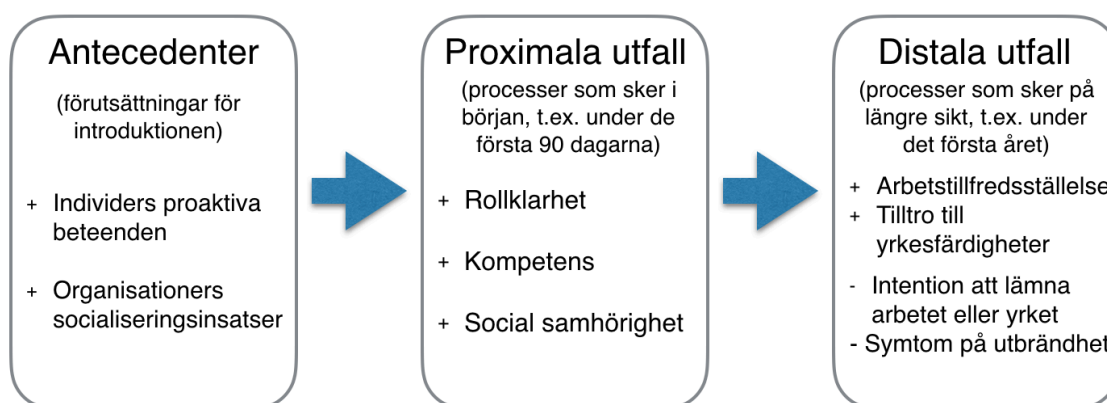 Antecedenter
(förutsättningar för
introduktionen)
+ Individers proaktiva
beteenden
+ Organisationers
socialiseringsinsatser
Proximala utfall
(processer som sker i
början, t.ex. under de
första 90 dagarna)
+ Rollklarhet
+ Kompetens
+ Social samhörighet
Distala utfall
(processer som sker på
längre sikt, t.ex. under
det första året)
+ Arbetstillfredsställelse
+ Tilltro till
yrkesfärdigheter
- Intention att lämna
arbetet eller yrket
- Symtom på utbrändhet